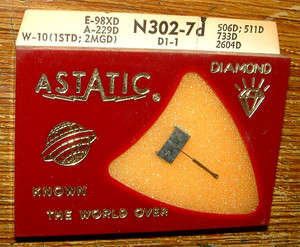 E-98XD
A-229D
W-10(1STD; 2MGD)
N302-7d
D1-1
506D; 511D
733D
2604D
ASTATIC®
DIAMOND
KNOWN
THE WORLD OVER